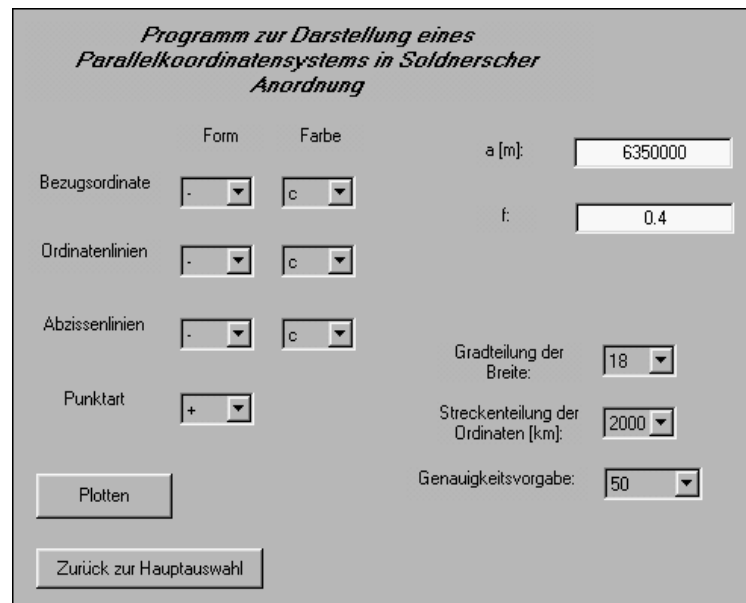 Programm zur Darstellung eines
Parallelkoordinatensystems in Soldnerscher
Anordnung
Form
Farbe
Bezugsordinate
-
c
Ordinatenlinien
-
c
Abzissenlinien
-
c
Punktart
+
Plotten
Zurück zur Hauptauswahl
a [m]:
6350000
f:
0.4
Gradteilung der
Breite:
18
Streckenteilung der
Ordinaten [km]:
2000
Genauigkeitsvorgabe:
50